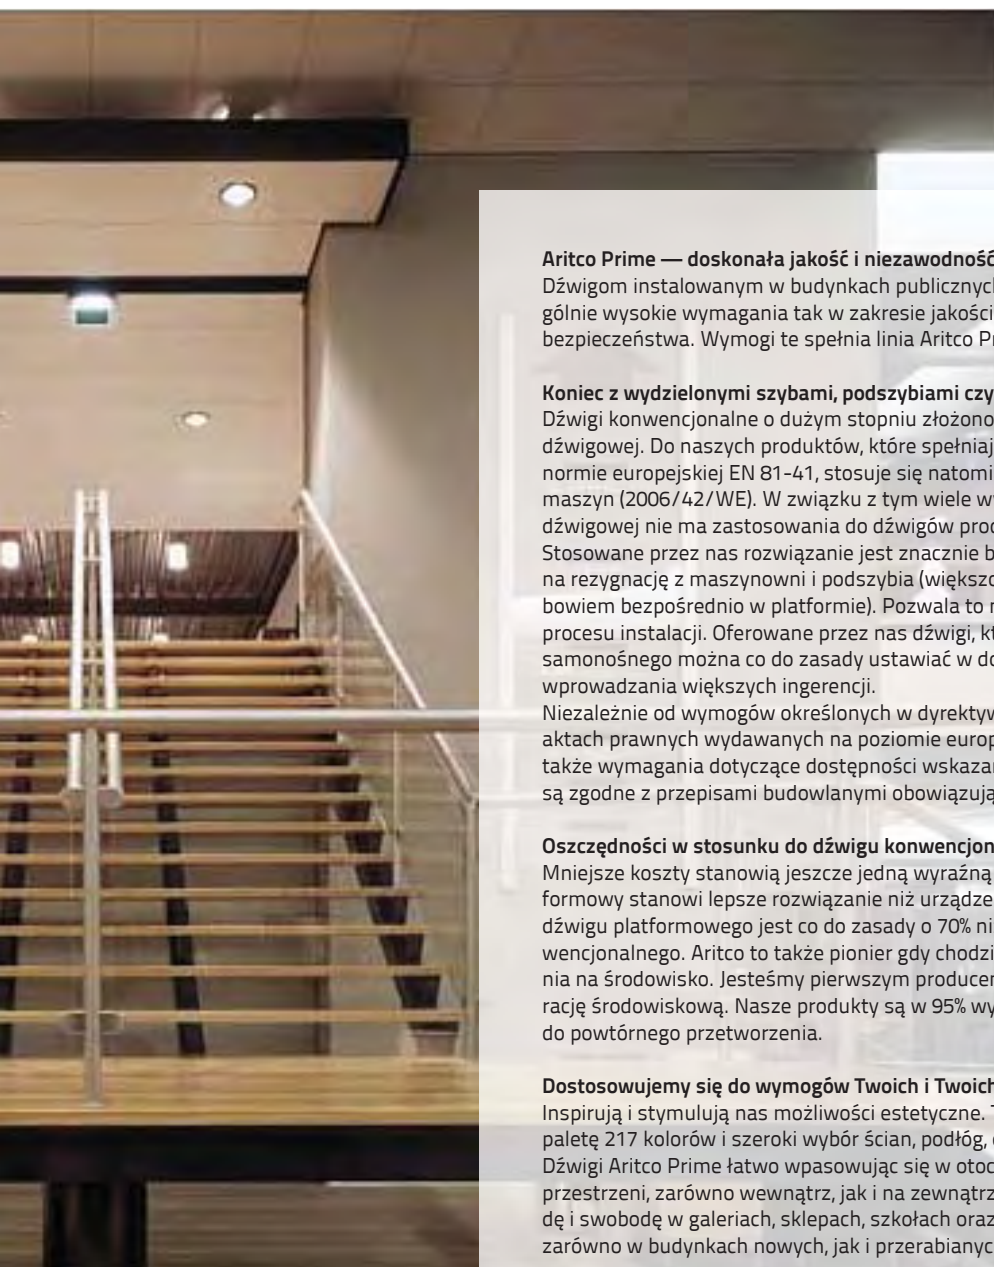 Aritco Prime — doskonała jakość i niezawodność
Dźwigom instalowanym w budynkach publicznych
gólnie wysokie wymagania tak w zakresie jakości
bezpieczeństwa. Wymogi te spełnia linia Aritco Pr
Koniec z wydzielonymi szybami, podszybiami czy
Dźwigi konwencjonalne o dużym stopniu złożono
dźwigowej. Do naszych produktów, które spełniaj
normie europejskiej EN 81-41, stosuje się natomi
maszyn (2006/42/WE). W związku z tym wiele w
dźwigowej nie ma zastosowania do dźwigów proc
Stosowane przez nas rozwiązanie jest znacznie b
na rezygnację z maszynowni i podszybia (większo
bowiem bezpośrednio w platformie). Pozwala to n
procesu instalacji. Oferowane przez nas dźwigi, kt
samonośnego można co do zasady ustawiać w do
wprowadzania większych ingerencji.
Niezależnie od wymogów określonych w dyrektyw
aktach prawnych wydawanych na poziomie europ
także wymagania dotyczące dostępności wskazan
są zgodne z przepisami budowlanymi obowiązują
Oszczędności w stosunku do dźwigu konwencjon
Mniejsze koszty stanowią jeszcze jedną wyraźną
formowy stanowi lepsze rozwiązanie niż urządze
dźwigu platformowego jest co do zasady o 70% ni
wencjonalnego. Aritco to także pionier gdy chodzi
nia na środowisko. Jesteśmy pierwszym producen
rację środowiskową. Nasze produkty są w 95% wy
do powtórnego przetworzenia.
Dostosowujemy się do wymogów Twoich i Twoich
Inspirują i stymulują nas możliwości estetyczne. T
paletę 217 kolorów i szeroki wybór ścian, podłóg,
Dźwigi Aritco Prime łatwo wpasowując się w otoc
przestrzeni, zarówno wewnątrz, jak i na zewnątrz
dę i swobodę w galeriach, sklepach, szkołach oraz
zarówno w budynkach nowych, jak i przerabianyc